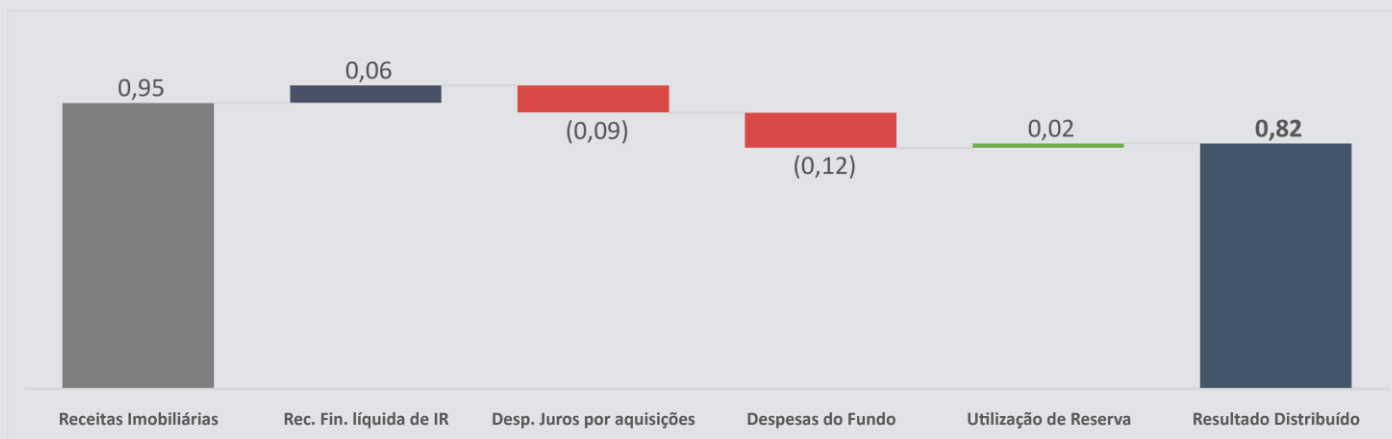 0,95
0,06
(0,09)
(0,12)
0,02
0,82
Receitas Imobiliárias
Rec. Fin. líquida de IR
Desp. Juros por aquisições
Despesas do Fundo
Utilização de Reserva
Resultado Distribuído